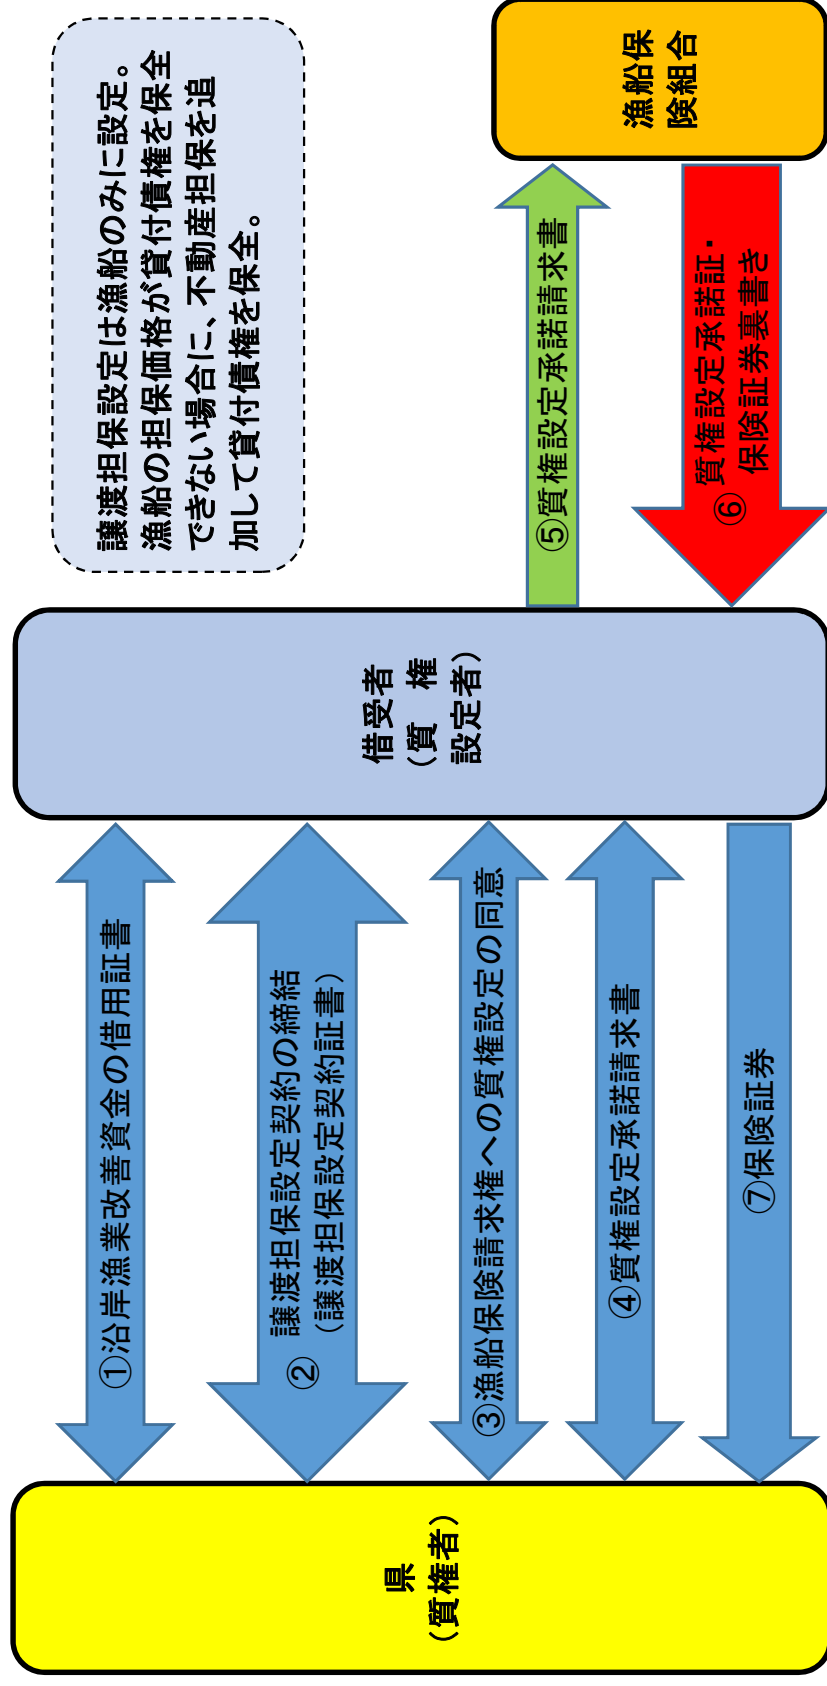 県
（質権者）
①沿岸漁業改善資金の借用証書
②
譲渡担保設定契約の締結
（譲渡担保設定契約証書）
③漁船保険請求権への質権設定の同意
④質権設定承諾請求書
⑦保険証券
借受者
（質　権
設定者）
譲渡担保設定は漁船のみに設定。
漁船の担保価格が貸付債権を保全
できない場合に、不動産担保を追
加して貸付債権を保全。
⑤質権設定承諾請求書
⑥
質権設定承諾証・
保険証券裏書き
漁船保
険組合